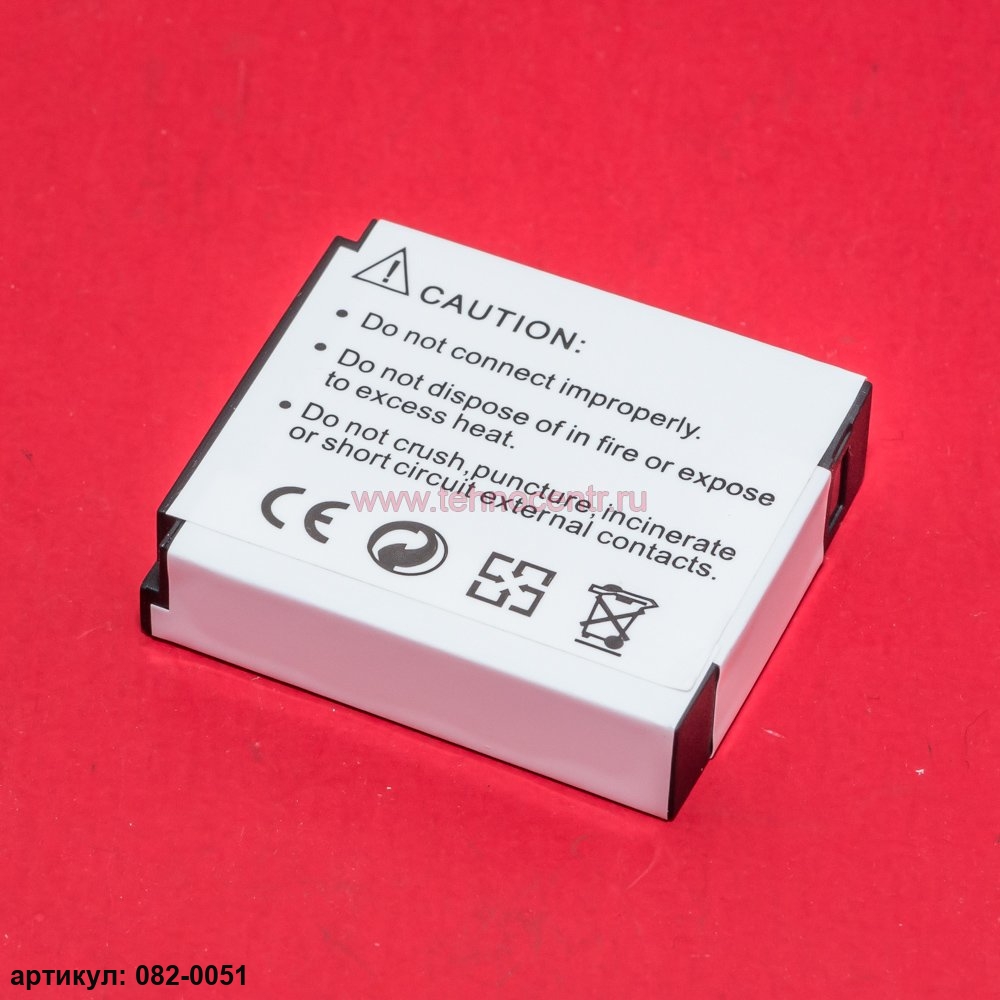 CAUTION:
• Do not connect improperly.
• Do not dispose of in fire or expose
to excess heat.
• Do not crush,puncture,incinerate
or short circuit external contacts.
www.tehnocentr.ru
CE
артикул: 082-0051